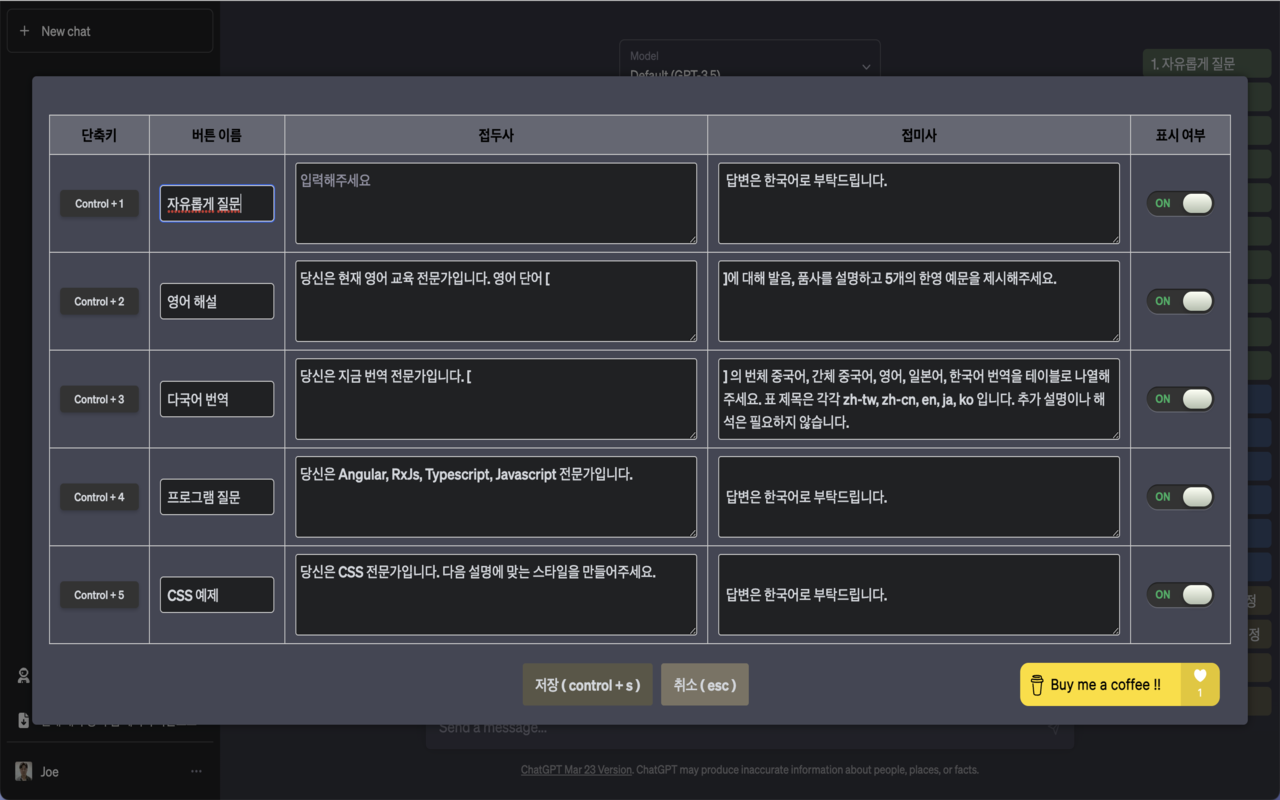 New chat
Model
Default (GPT-3.5)
1. 자유롭게 질문
단축키 버튼 이름 접두사 접미사 표시 여부
Control + 1 자유롭게 질문 입력해주세요 답변은 한국어로 부탁드립니다. ON
Control + 2 영어 해설 당신은 현재 영어 교육 전문가입니다. 영어 단어 [ ]에 대해 발음, 품사를 설명하고 5개의 한영 예문을 제시해주세요. ON
Control + 3 다국어 번역 당신은 지금 번역 전문가입니다. [ ] 의 번체 중국어, 간체 중국어, 영어, 일본어, 한국어 번역을 테이블로 나열해
주세요. 표 제목은 각각 zh-tw, zh-cn, en, ja, ko 입니다. 추가 설명이나 해
석은 필요하지 않습니다. ON
Control + 4 프로그램 질문 당신은 Angular, RxJs, Typescript, Javascript 전문가입니다. 답변은 한국어로 부탁드립니다. ON
Control + 5 CSS 예제 당신은 CSS 전문가입니다. 다음 설명에 맞는 스타일을 만들어주세요. 답변은 한국어로 부탁드립니다. ON
정
정
저장 ( control + s ) 취소 ( esc ) Buy me a coffee !! 1
Send a message...
Joe
ChatGPT Mar 23 Version. ChatGPT may produce inaccurate information about people, places, or facts.